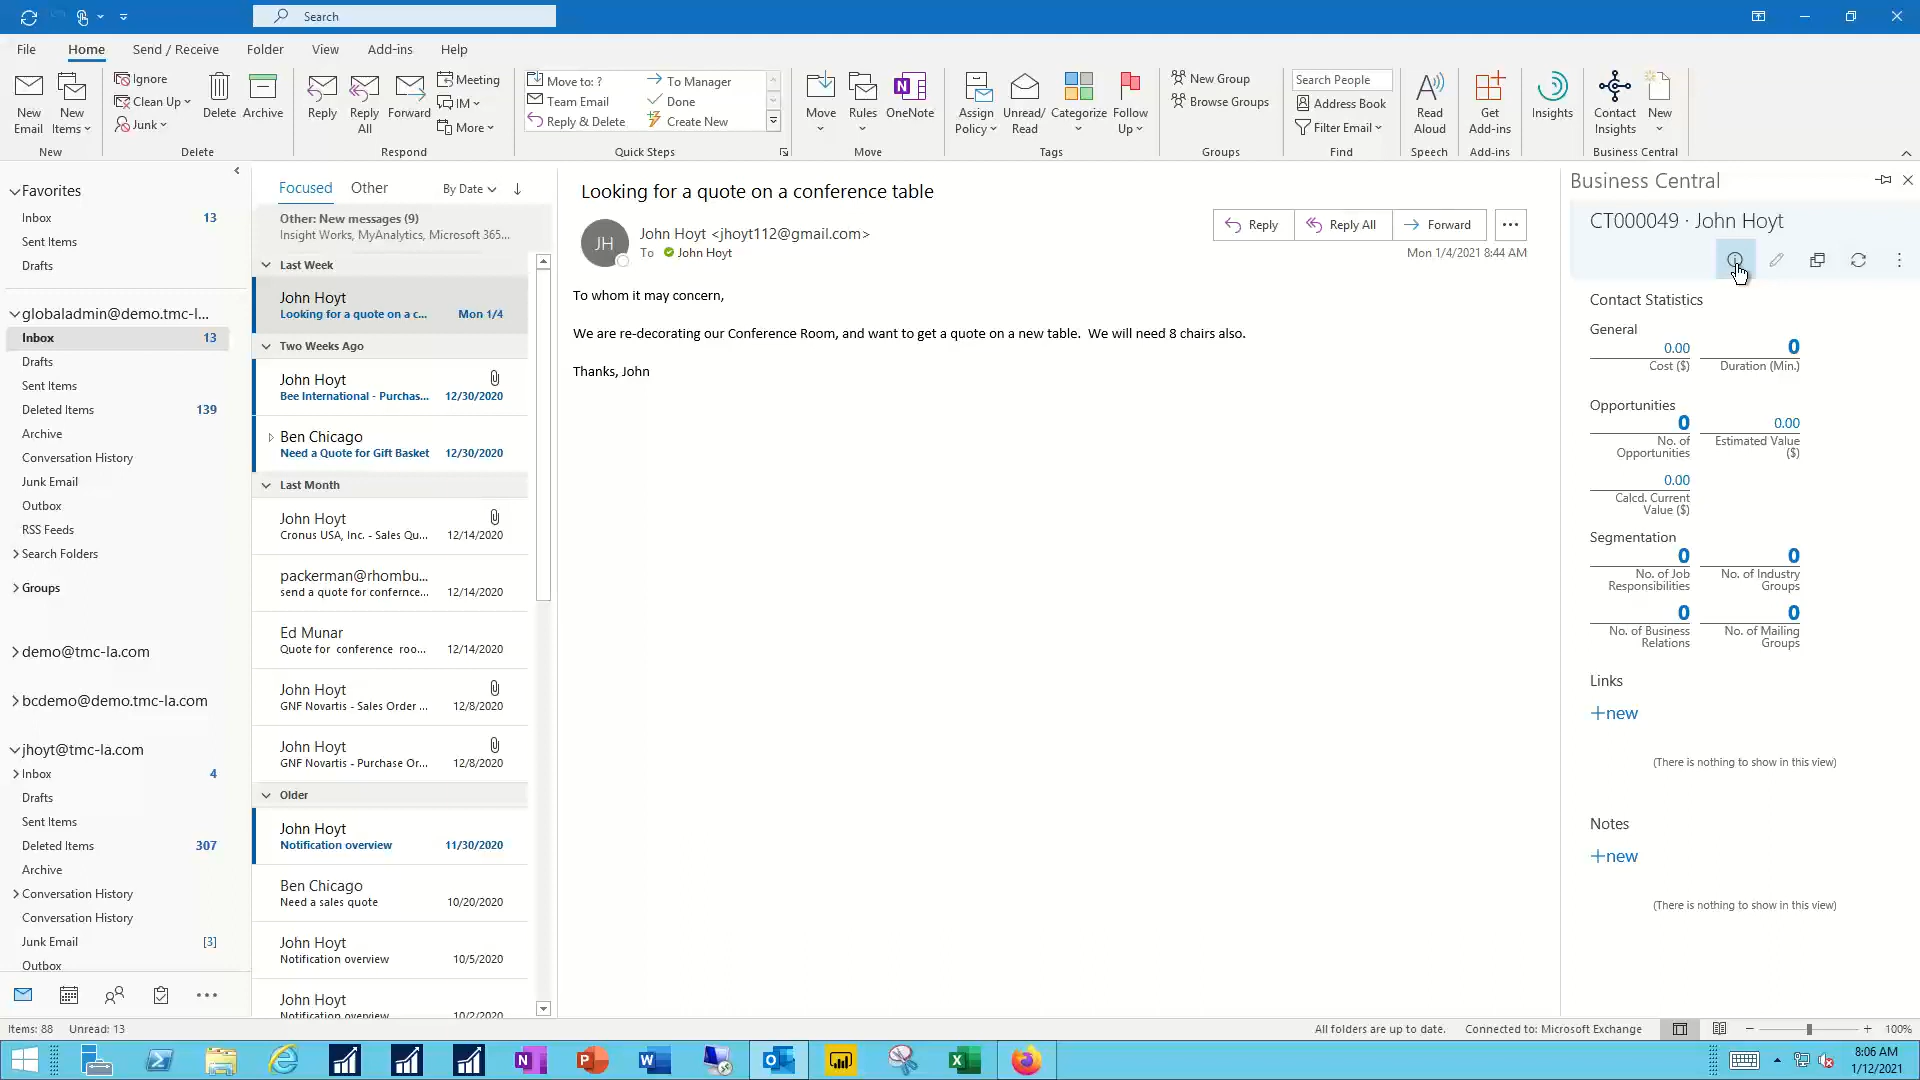 Search
File
Home
Send / Receive
Folder
View
Add-ins
Help
New
Email
New
Items
New
Ignore
Clean Up
Junk
Delete
Archive
Delete
Reply
Reply
All
Forward
Meeting
IM
More
Respond
Move to: ?
Team Email
Reply & Delete
To Manager
Done
Create New
Quick Steps
Move
Rules
OneNote
Move
Assign
Policy
Unread/
Read
Categorize
Follow
Up
Tags
New Group
Browse Groups
Groups
Search People
Address Book
Filter Email
Find
Read
Aloud
Speech
Get
Add-ins
Add-ins
Insights
Contact
Insights
New
Business Central
Favorites
Inbox 13
Sent Items
Drafts
globaladmin@demo.tmc-l...
Inbox 13
Drafts
Sent Items
Deleted Items 139
Archive
Conversation History
Junk Email
Outbox
RSS Feeds
Search Folders
Groups
demo@tmc-la.com
bcdemo@demo.tmc-la.com
jhoyt@tmc-la.com
Inbox 4
Drafts
Sent Items
Deleted Items 307
Archive
Conversation History
Conversation History
Junk Email [3]
Outbox
Focused Other By Date
Other: New messages (9)
Insight Works, MyAnalytics, Microsoft 365...
Last Week
John Hoyt
Looking for a quote on a c... Mon 1/4
Two Weeks Ago
John Hoyt
Bee International - Purchas... 12/30/2020
Ben Chicago
Need a Quote for Gift Basket 12/30/2020
Last Month
John Hoyt
Cronus USA, Inc. - Sales Qu... 12/14/2020
packerman@rhombu...
send a quote for confernce... 12/14/2020
Ed Munar
Quote for conference roo... 12/14/2020
John Hoyt
GNF Novartis - Sales Order ... 12/8/2020
John Hoyt
GNF Novartis - Purchase Or... 12/8/2020
Older
John Hoyt
Notification overview 11/30/2020
Ben Chicago
Need a sales quote 10/20/2020
John Hoyt
Notification overview 10/5/2020
John Hoyt
Notification overview 10/2/2020
Looking for a quote on a conference table
JH
John Hoyt <jhoyt112@gmail.com>
To John Hoyt
Reply
Reply All
Forward
Mon 1/4/2021 8:44 AM
To whom it may concern,
We are re-decorating our Conference Room, and want to get a quote on a new table. We will need 8 chairs also.
Thanks, John
Business Central
CT000049 · John Hoyt
Contact Statistics
General
0.00 0
Cost ($) Duration (Min.)
Opportunities
0 0.00
No. of Estimated Value
Opportunities ($)
0.00
Calcd. Current
Value ($)
Segmentation
0 0
No. of Job No. of Industry
Responsibilities Groups
0 0
No. of Business No. of Mailing
Relations Groups
Links
+new
(There is nothing to show in this view)
Notes
+new
(There is nothing to show in this view)
Items: 88 Unread: 13
All folders are up to date. Connected to: Microsoft Exchange
100%
8:06 AM
1/12/2021